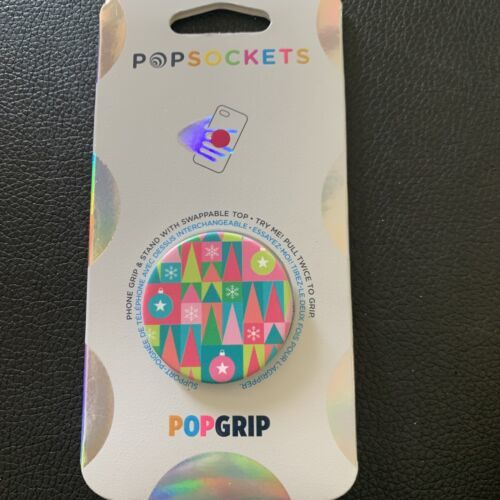 POPSOCKETS
PHONE GRIP & STAND WITH SWAPPABLE TOP • TRY ME! PULL TWICE TO GRIP.
SUPPORT-POIGNÉE DE TÉLÉPHONE AVEC DESSUS INTERCHANGEABLE • ESSAYEZ-MOI! TIREZ-LE DEUX FOIS POUR L'AGRIPPER.
POPGRIP